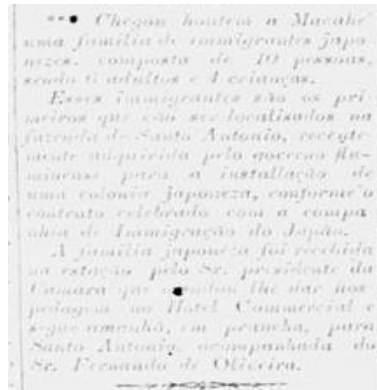 *** Chegou hontem a Macahé
uma familia de immigrantes japo-
nezes, composta de 10 pessoas,
sendo 6 adultos e 4 crianças.
Esses immigrantes são os pri-
meiros que vão ser localisados na
fazenda de Santo Antonio, recente-
mente adquirida pelo governo flu-
minense para a installação de
uma colonia japoneza, conforme o
contrato celebrado com a compa-
nhia de Immigração do Japão.
A familia japoneza foi recebida
na estação pelo Sr. presidente da
Camara que mandou lhe dar hos-
pedagem no Hotel Commercial e
segue amanhã, em prancha, para
Santo Antonio, acompanhada do
Sr. Fernando de Oliveira.